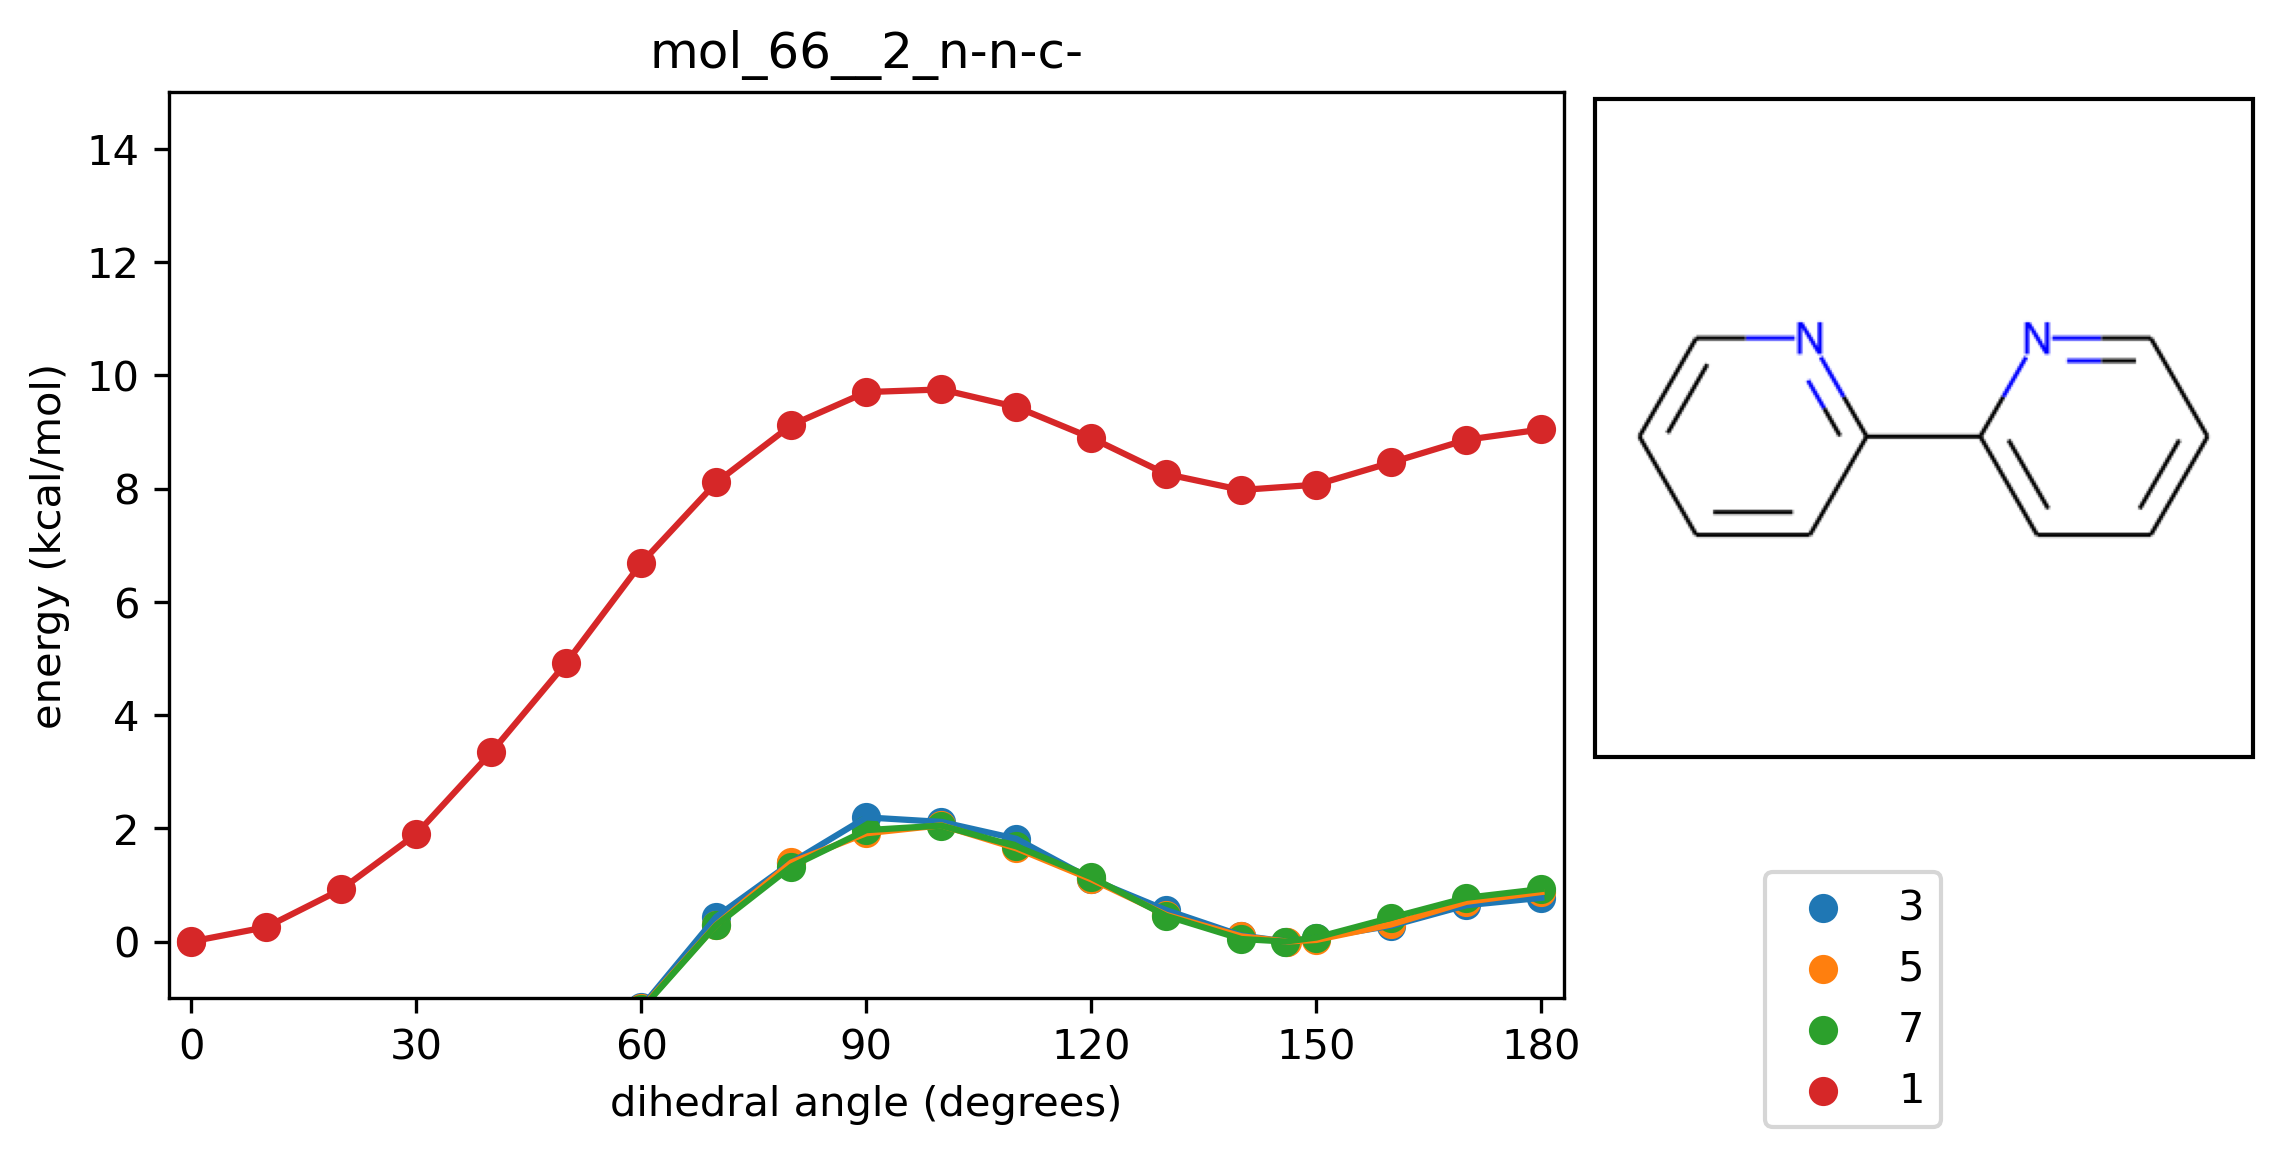 mol_66__2_n-n-c-
energy (kcal/mol)
14
12
10
8
6
4
2
0
0 30 60 90 120 150 180
dihedral angle (degrees)
N N
3
5
7
1